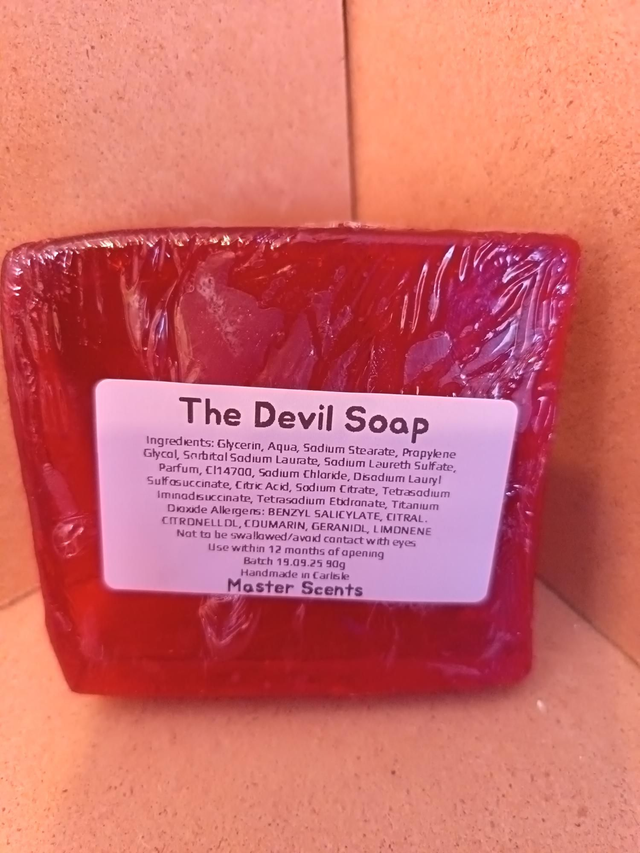 The Devil Soap
Ingredients: Glycerin, Aqua, Sodium Stearate, Propylene
Glycol, Sorbitol Sodium Laurate, Sodium Laureth Sulfate,
Parfum, CI14700, Sodium Chloride, Disodium Lauryl
Sulfosuccinate, Citric Acid, Sodium Citrate, Tetrasodium
Iminodisuccinate, Tetrasodium Etidronate, Titanium
Dioxide Allergens: BENZYL SALICYLATE, CITRAL.
CITRONELLOL, COUMARIN, GERANIOL, LIMONENE
Not to be swallowed/avoid contact with eyes
Use within 12 months of opening
Batch 19.09.25 90g
Handmade in Carlisle
Master Scents